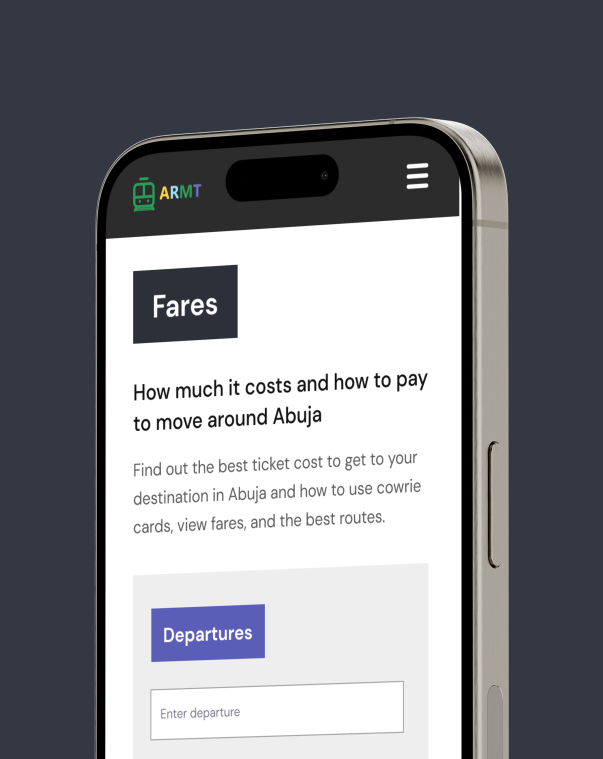 ARMT
Fares
How much it costs and how to pay
to move around Abuja
Find out the best ticket cost to get to your
destination in Abuja and how to use cowrie
cards, view fares, and the best routes.
Departures
Enter departure